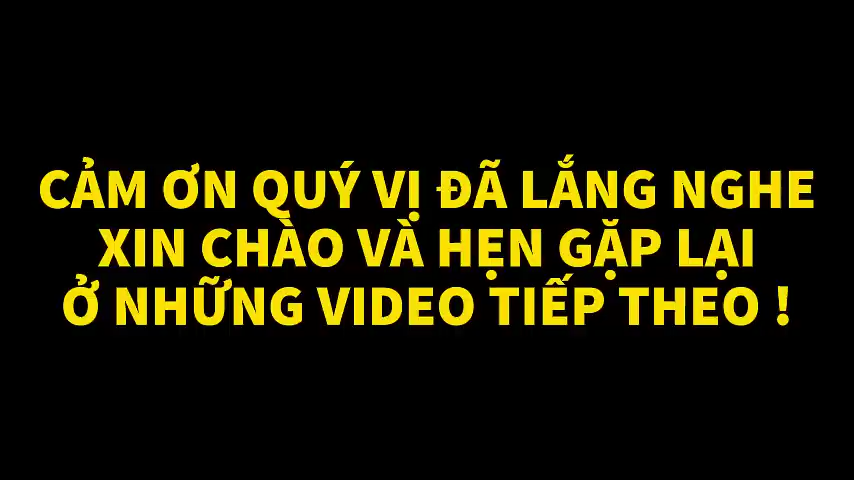 CẢM ƠN QUÝ VỊ ĐÃ LẮNG NGHE
XIN CHÀO VÀ HẸN GẶP LẠI
Ở NHỮNG VIDEO TIẾP THEO !